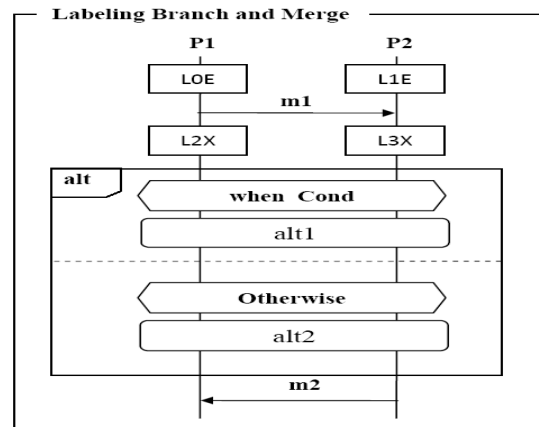 Labeling Branch and Merge
P1 P2
L0E L1E
m1
L2X L3X
alt
when Cond
alt1
Otherwise
alt2
m2